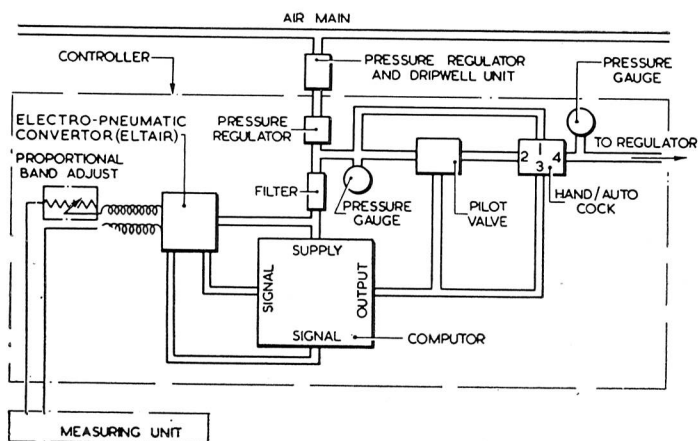 AIR MAIN
CONTROLLER
PRESSURE REGULATOR
AND DRIPWELL UNIT
PRESSURE
GAUGE
ELECTRO-PNEUMATIC
CONVERTOR (ELTAIR)
PRESSURE
REGULATOR
TO REGULATOR
PROPORTIONAL
BAND ADJUST
2 1 3 4
FILTER
PRESSURE
GAUGE
PILOT
VALVE
HAND/AUTO
COCK
SUPPLY
SIGNAL
OUTPUT
SIGNAL
COMPUTOR
MEASURING UNIT